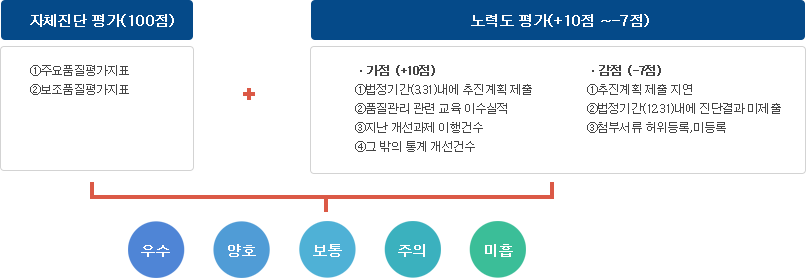 자체진단 평가(100점)
①주요품질평가지표
②보조품질평가지표
+
노력도 평가(+10점 ~-7점)
· 가점 (+10점)
①법정기간(3.31)내에 추진계획 제출
②품질관리 관련 교육 이수실적
③지난 개선과제 이행건수
④그 밖의 통계 개선건수
· 감점 (-7점)
①추진계획 제출 지연
②법정기간(12.31)내에 진단결과 미제출
③첨부서류 허위등록,미등록
우수
양호
보통
주의
미흡